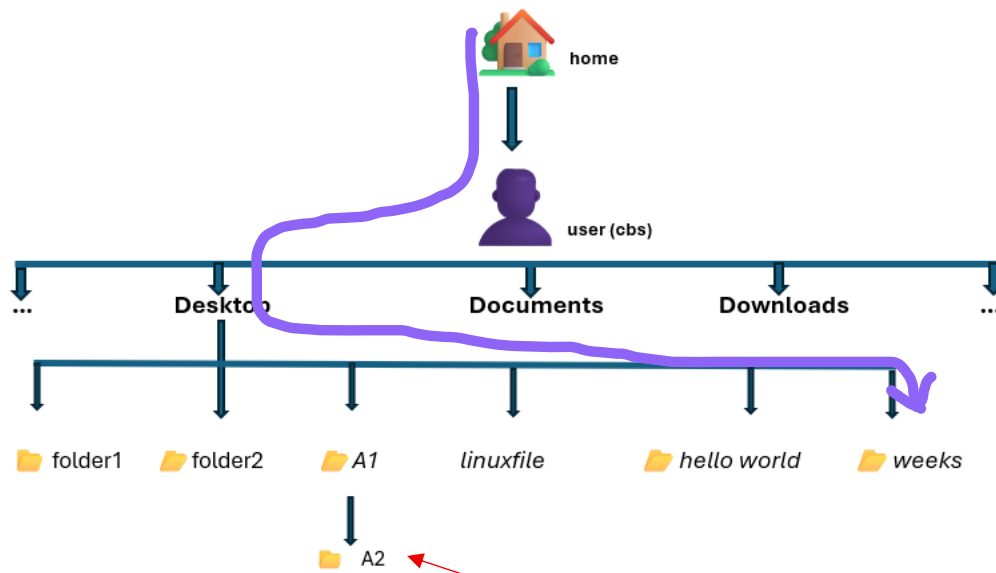 home
user (cbs)
... Desktop Documents Downloads ...
folder1 folder2 A1 linuxfile hello world weeks
A2